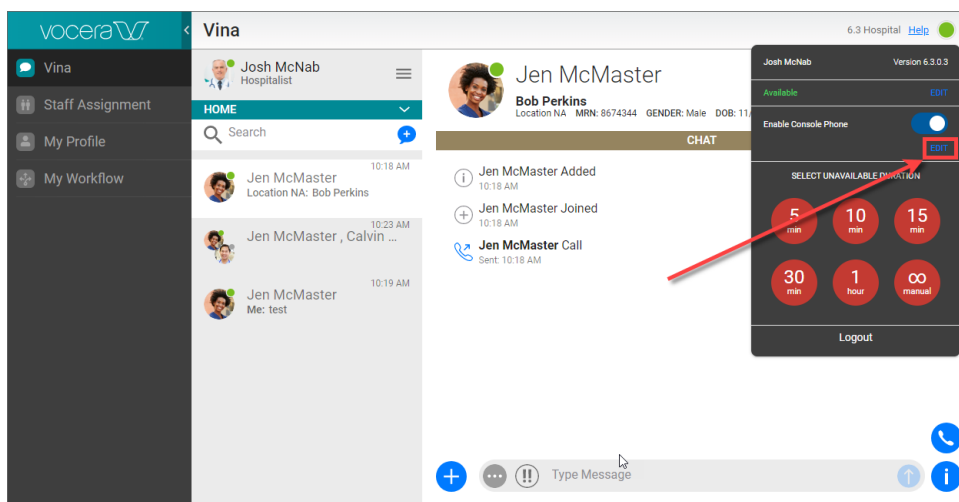 vocera
Vina
6.3 Hospital Help
Vina
Staff Assignment
My Profile
My Workflow
Josh McNab
Hospitalist
HOME
Search
10:18 AM
Jen McMaster
Location NA: Bob Perkins
10:23 AM
Jen McMaster , Calvin ...
10:19 AM
Jen McMaster
Me: test
Jen McMaster
Bob Perkins
Location NA MRN: 8674344 GENDER: Male DOB: 11/
CHAT
Jen McMaster Added
10:18 AM
Jen McMaster Joined
10:18 AM
Jen McMaster Call
Sent: 10:18 AM
Type Message
Josh McNab Version 6.3.0.3
Available EDIT
Enable Console Phone
EDIT
SELECT UNAVAILABLE DURATION
5
min
10
min
15
min
30
min
1
hour
∞
manual
Logout